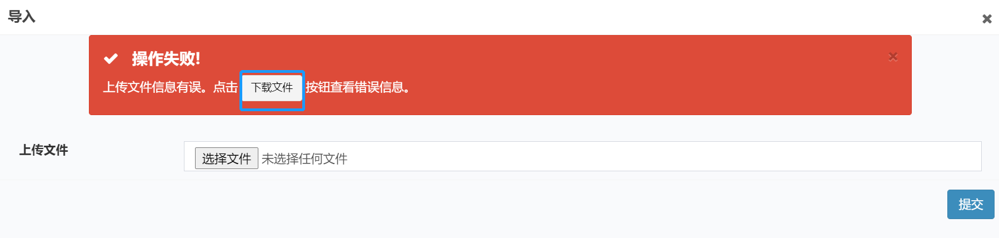 导入
操作失败!
上传文件信息有误。点击 下载文件 按钮查看错误信息。
上传文件
选择文件 未选择任何文件
提交